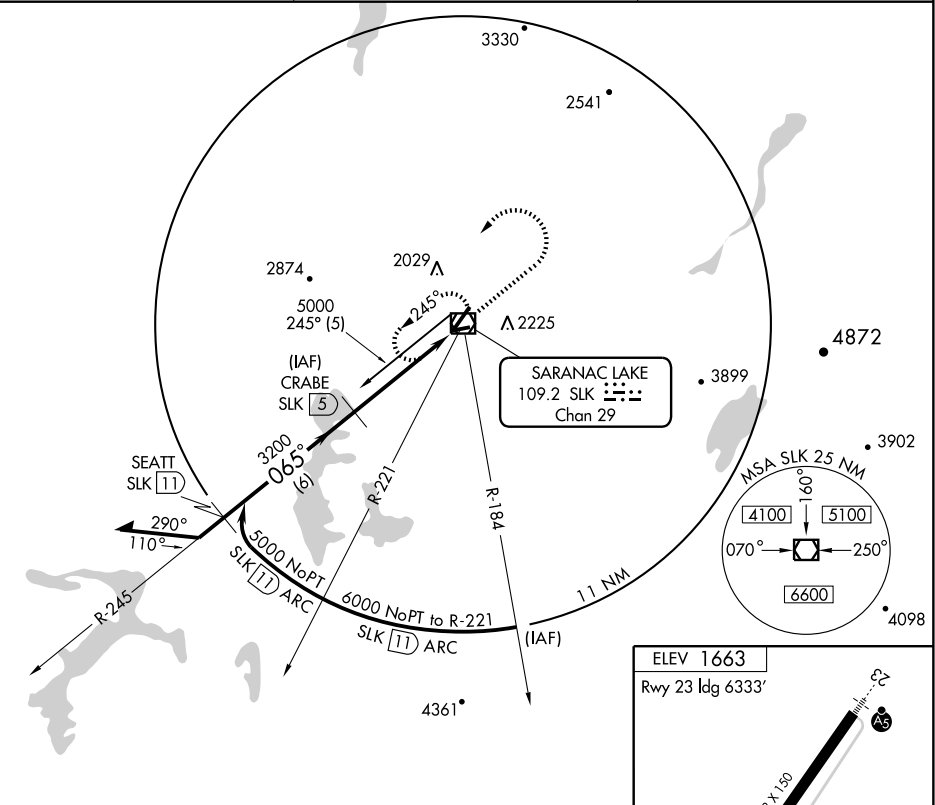 3330
2541
2874
2029
5000
245° (5)
245°
2225
4872
(IAF)
CRABE
SLK 5
SARANAC LAKE
109.2 SLK
Chan 29
3899
3200
065°
(6)
SEATT
SLK 11
R-221
R-184
3902
MSA SLK 25 NM
160°
4100
5100
070°
250°
6600
290°
110°
5000 NoPT
SLK 11 ARC
6000 NoPT to R-221
SLK 11 ARC
11 NM
(IAF)
R-245
4098
4361
ELEV 1663
Rwy 23 ldg 6333'
23
A5
X 150